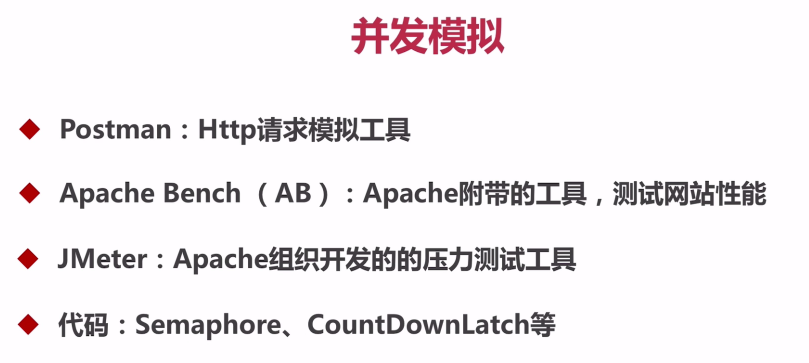 并发模拟
Postman：Http请求模拟工具
Apache Bench（AB）：Apache附带的工具，测试网站性能
JMeter：Apache组织开发的的压力测试工具
代码：Semaphore、CountDownLatch等